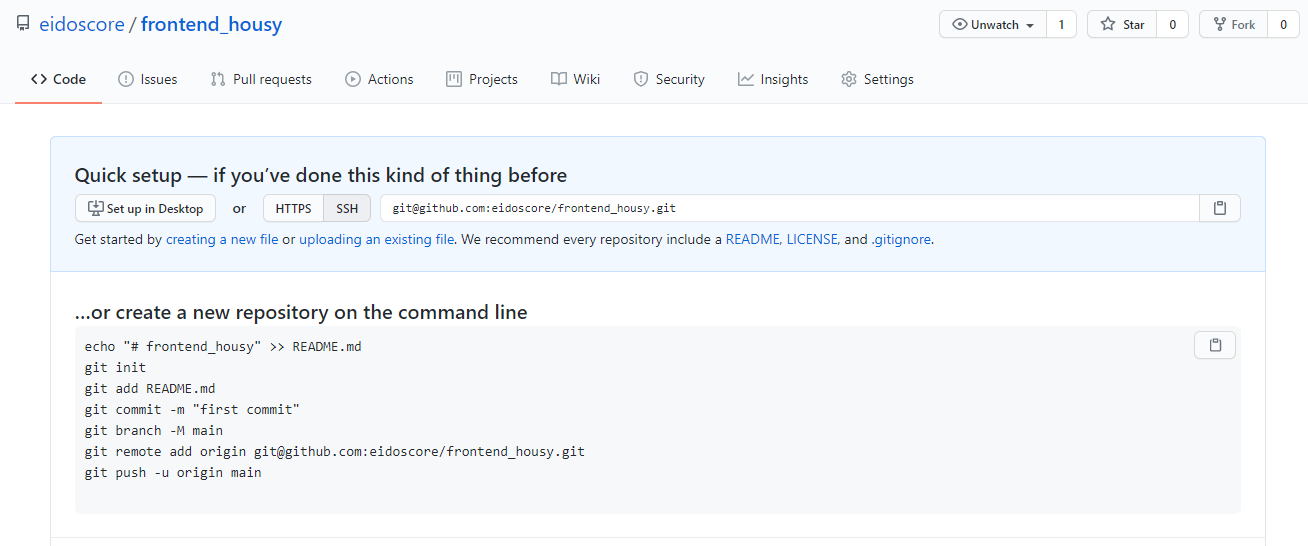 eidoscore / frontend_housy
Unwatch 1 Star 0 Fork 0
Code Issues Pull requests Actions Projects Wiki Security Insights Settings
Quick setup — if you’ve done this kind of thing before
Set up in Desktop or HTTPS SSH git@github.com:eidoscore/frontend_housy.git
Get started by creating a new file or uploading an existing file. We recommend every repository include a README, LICENSE, and .gitignore.
…or create a new repository on the command line
echo "# frontend_housy" >> README.md
git init
git add README.md
git commit -m "first commit"
git branch -M main
git remote add origin git@github.com:eidoscore/frontend_housy.git
git push -u origin main